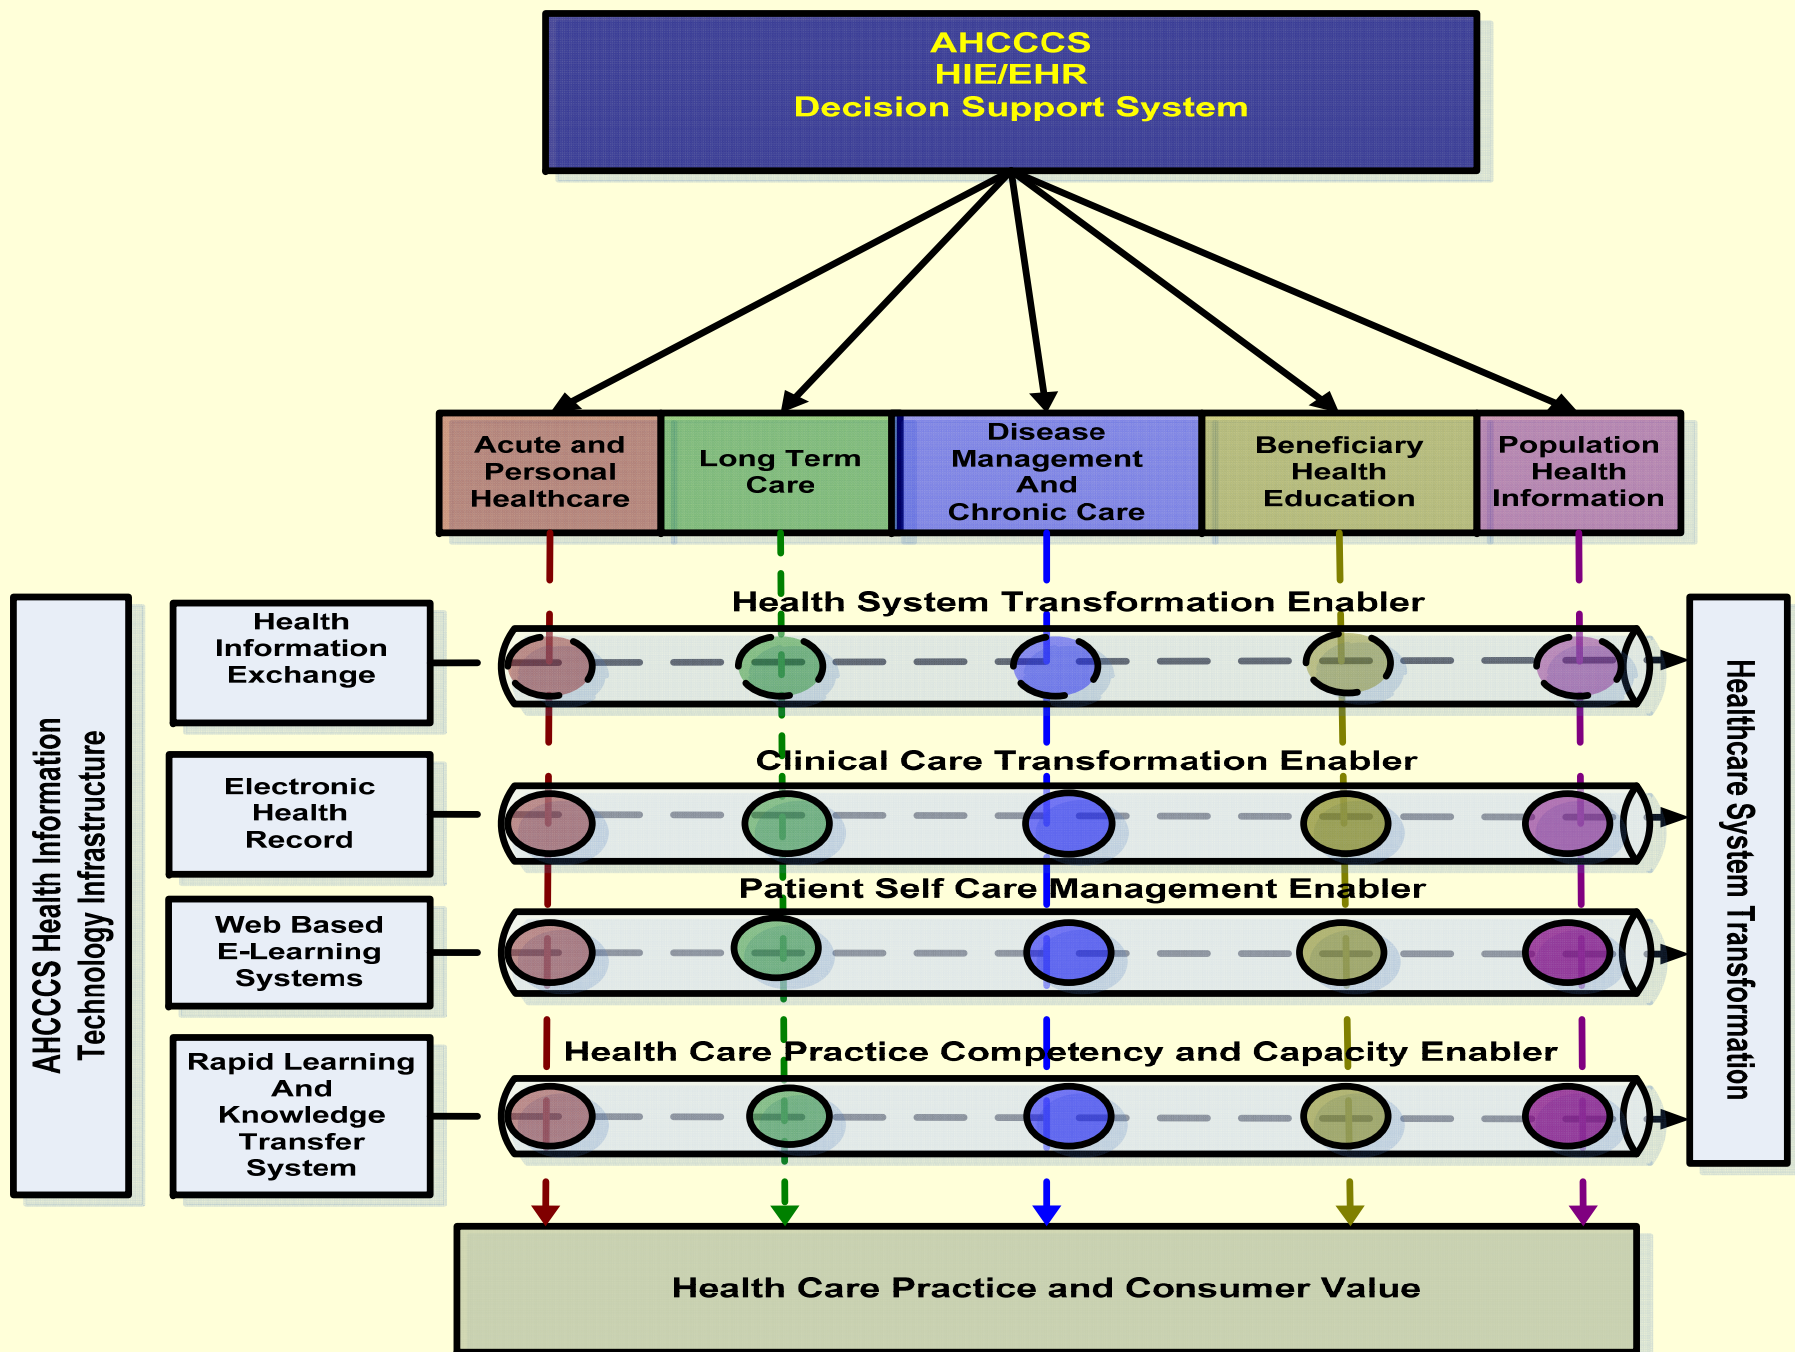 AHCCCS
HIE/EHR
Decision Support System
Acute and
Personal
Healthcare
Long Term
Care
Disease
Management
And
Chronic Care
Beneficiary
Health
Education
Population
Health
Information
AHCCCS Health Information
Technology Infrastructure
Health
Information
Exchange
Health System Transformation Enabler
Electronic
Health
Record
Clinical Care Transformation Enabler
Web Based
E-Learning
Systems
Patient Self Care Management Enabler
Rapid Learning
And
Knowledge
Transfer
System
Health Care Practice Competency and Capacity Enabler
Healthcare System Transformation
Health Care Practice and Consumer Value